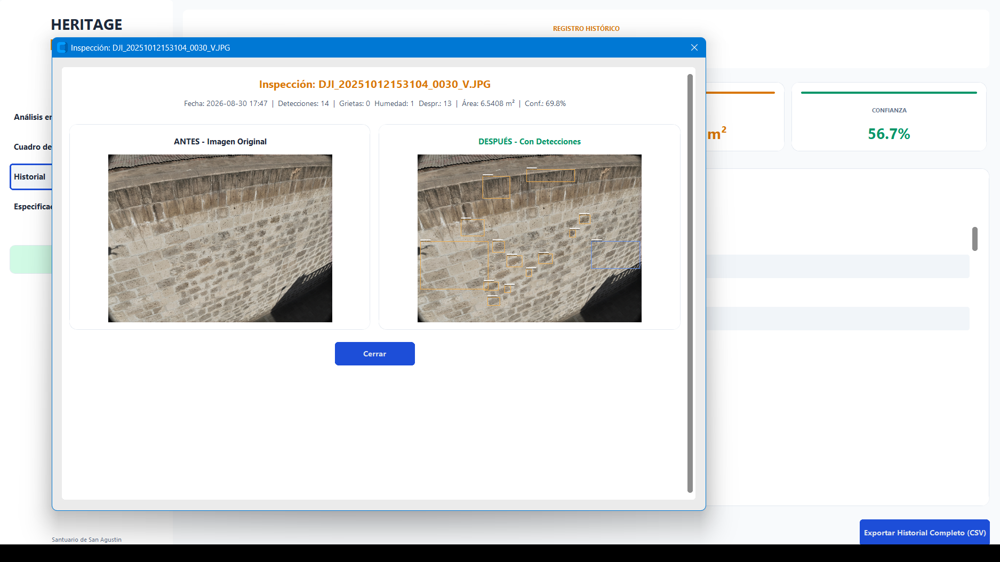 HERITAGE
REGISTRO HISTÓRICO
Inspección: DJI_20251012153104_0030_V.JPG
Inspección: DJI_20251012153104_0030_V.JPG
Fecha: 2026-08-30 17:47 | Detecciones: 14 | Grietas: 0 Humedad: 1 Despr.: 13 | Área: 6.5408 m² | Conf.: 69.8%
ANTES - Imagen Original
DESPUÉS - Con Detecciones
Cerrar
Análisis en
Cuadro de
Historial
Especificac
m²
CONFIANZA
56.7%
Santuario de San Agustin
Exportar Historial Completo (CSV)